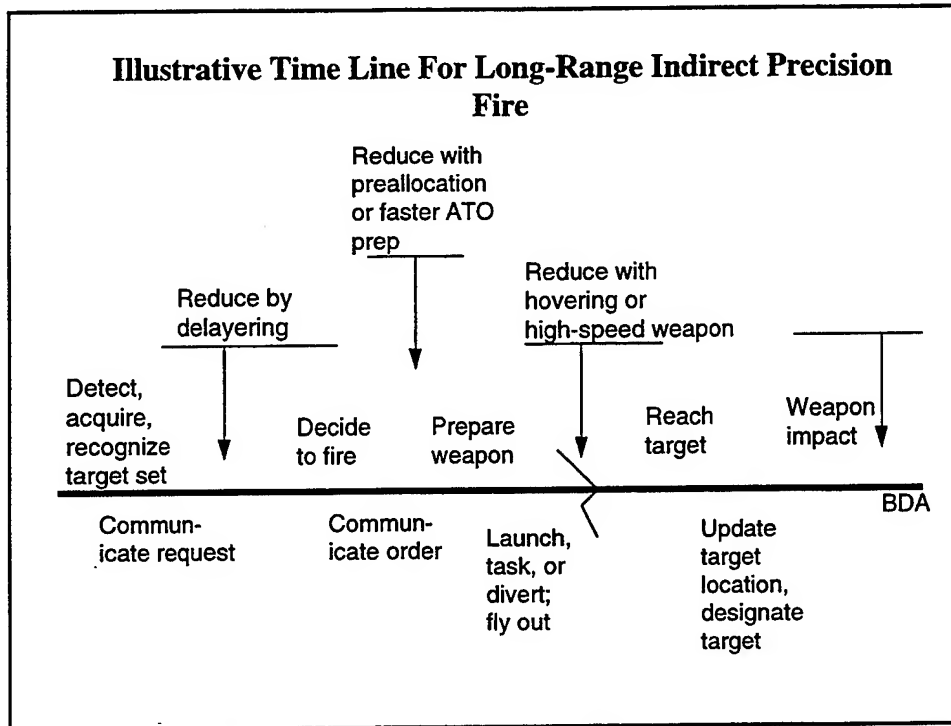 Illustrative Time Line For Long-Range Indirect Precision
Fire
Reduce with
preallocation
or faster ATO
prep
Reduce by
delayering
Reduce with
hovering or
high-speed weapon
Detect,
acquire,
recognize
target set
Decide
to fire
Prepare
weapon
Reach
target
Weapon
impact
BDA
Commun-
icate request
Commun-
icate order
Launch,
task, or
divert;
fly out
Update
target
location,
designate
target